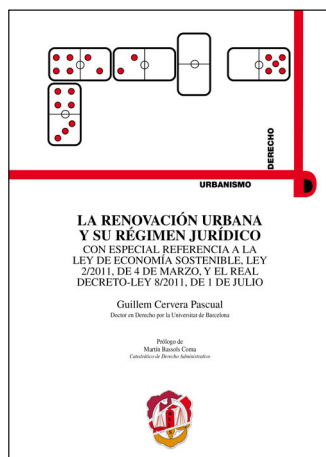 DERECHO
URBANISMO
LA RENOVACIÓN URBANA
Y SU RÉGIMEN JURÍDICO
CON ESPECIAL REFERENCIA A LA
LEY DE ECONOMÍA SOSTENIBLE, LEY
2/2011, DE 4 DE MARZO, Y EL REAL
DECRETO-LEY 8/2011, DE 1 DE JULIO
Guillem Cervera Pascual
Doctor en Derecho por la Universitat de Barcelona
Prólogo de
Martín Bassols Coma
Catedrático de Derecho Administrativo